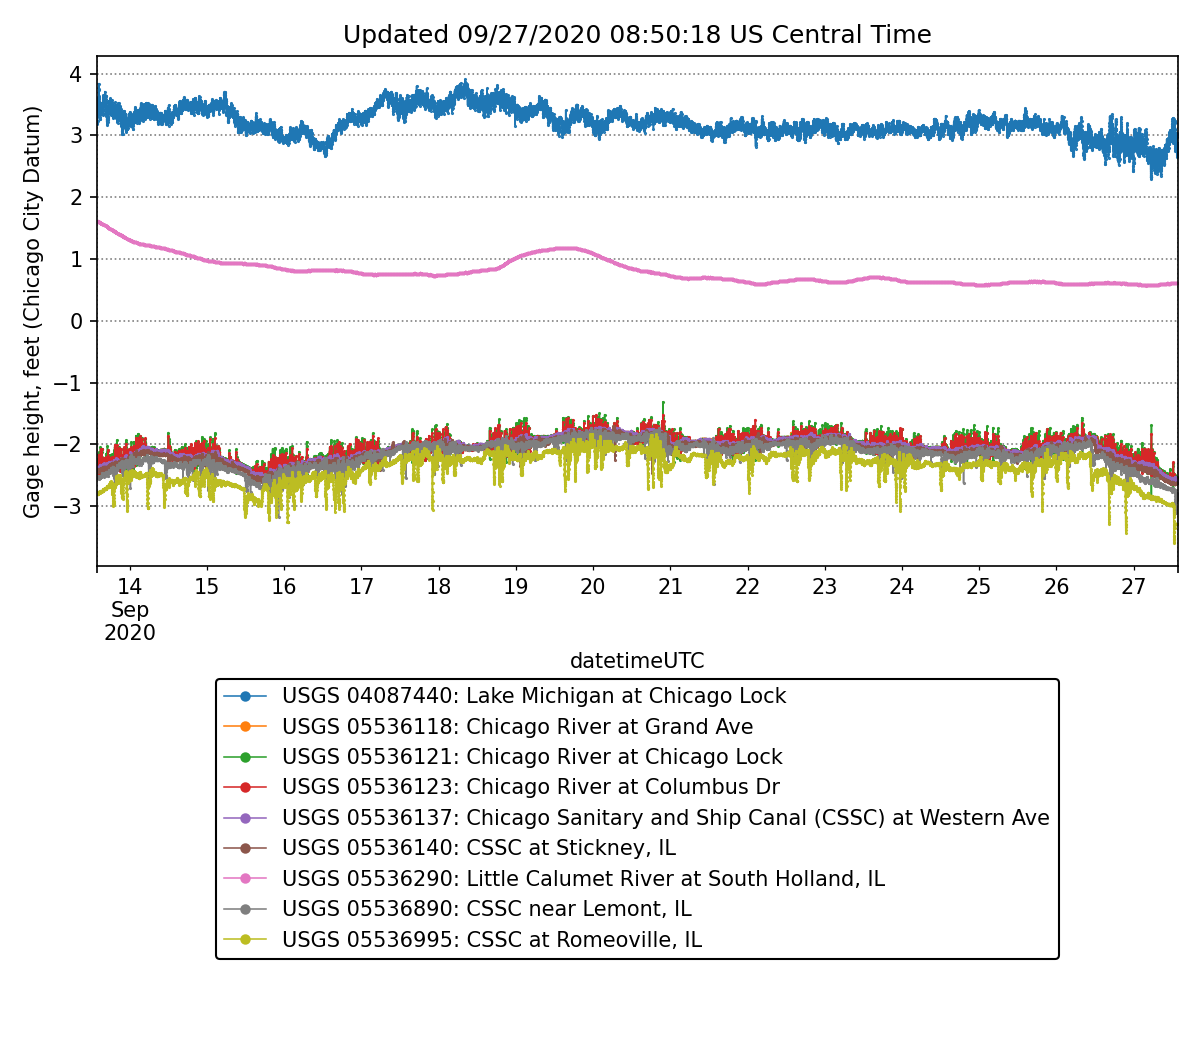 Updated 09/27/2020 08:50:18 US Central Time
Gage height, feet (Chicago City Datum)
4
3
2
1
0
−1
−2
−3
14 15 16 17 18 19 20 21 22 23 24 25 26 27
Sep
2020
datetimeUTC
USGS 04087440: Lake Michigan at Chicago Lock
USGS 05536118: Chicago River at Grand Ave
USGS 05536121: Chicago River at Chicago Lock
USGS 05536123: Chicago River at Columbus Dr
USGS 05536137: Chicago Sanitary and Ship Canal (CSSC) at Western Ave
USGS 05536140: CSSC at Stickney, IL
USGS 05536290: Little Calumet River at South Holland, IL
USGS 05536890: CSSC near Lemont, IL
USGS 05536995: CSSC at Romeoville, IL